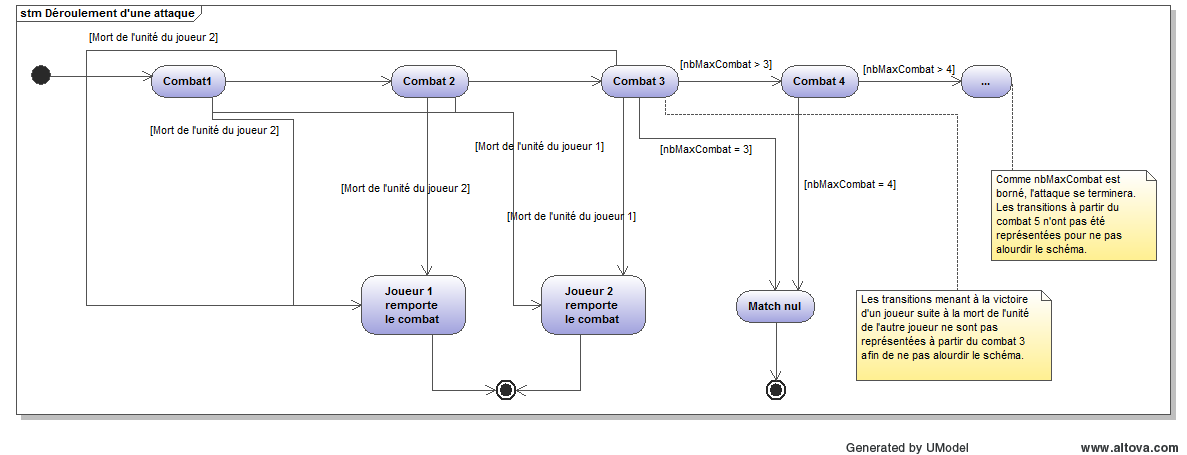 stm Déroulement d'une attaque
[Mort de l'unité du joueur 2]
Combat1
Combat 2
Combat 3
[nbMaxCombat > 3]
Combat 4
[nbMaxCombat > 4]
...
[Mort de l'unité du joueur 2]
[Mort de l'unité du joueur 1]
[nbMaxCombat = 3]
[Mort de l'unité du joueur 2]
[nbMaxCombat = 4]
[Mort de l'unité du joueur 1]
Comme nbMaxCombat est
borné, l'attaque se terminera.
Les transitions à partir du
combat 5 n'ont pas été
représentées pour ne pas
alourdir le schéma.
Joueur 1
remporte
le combat
Joueur 2
remporte
le combat
Match nul
Les transitions menant à la victoire
d'un joueur suite à la mort de l'unité
de l'autre joueur ne sont pas
représentées à partir du combat 3
afin de ne pas alourdir le schéma.
Generated by UModel
www.altova.com